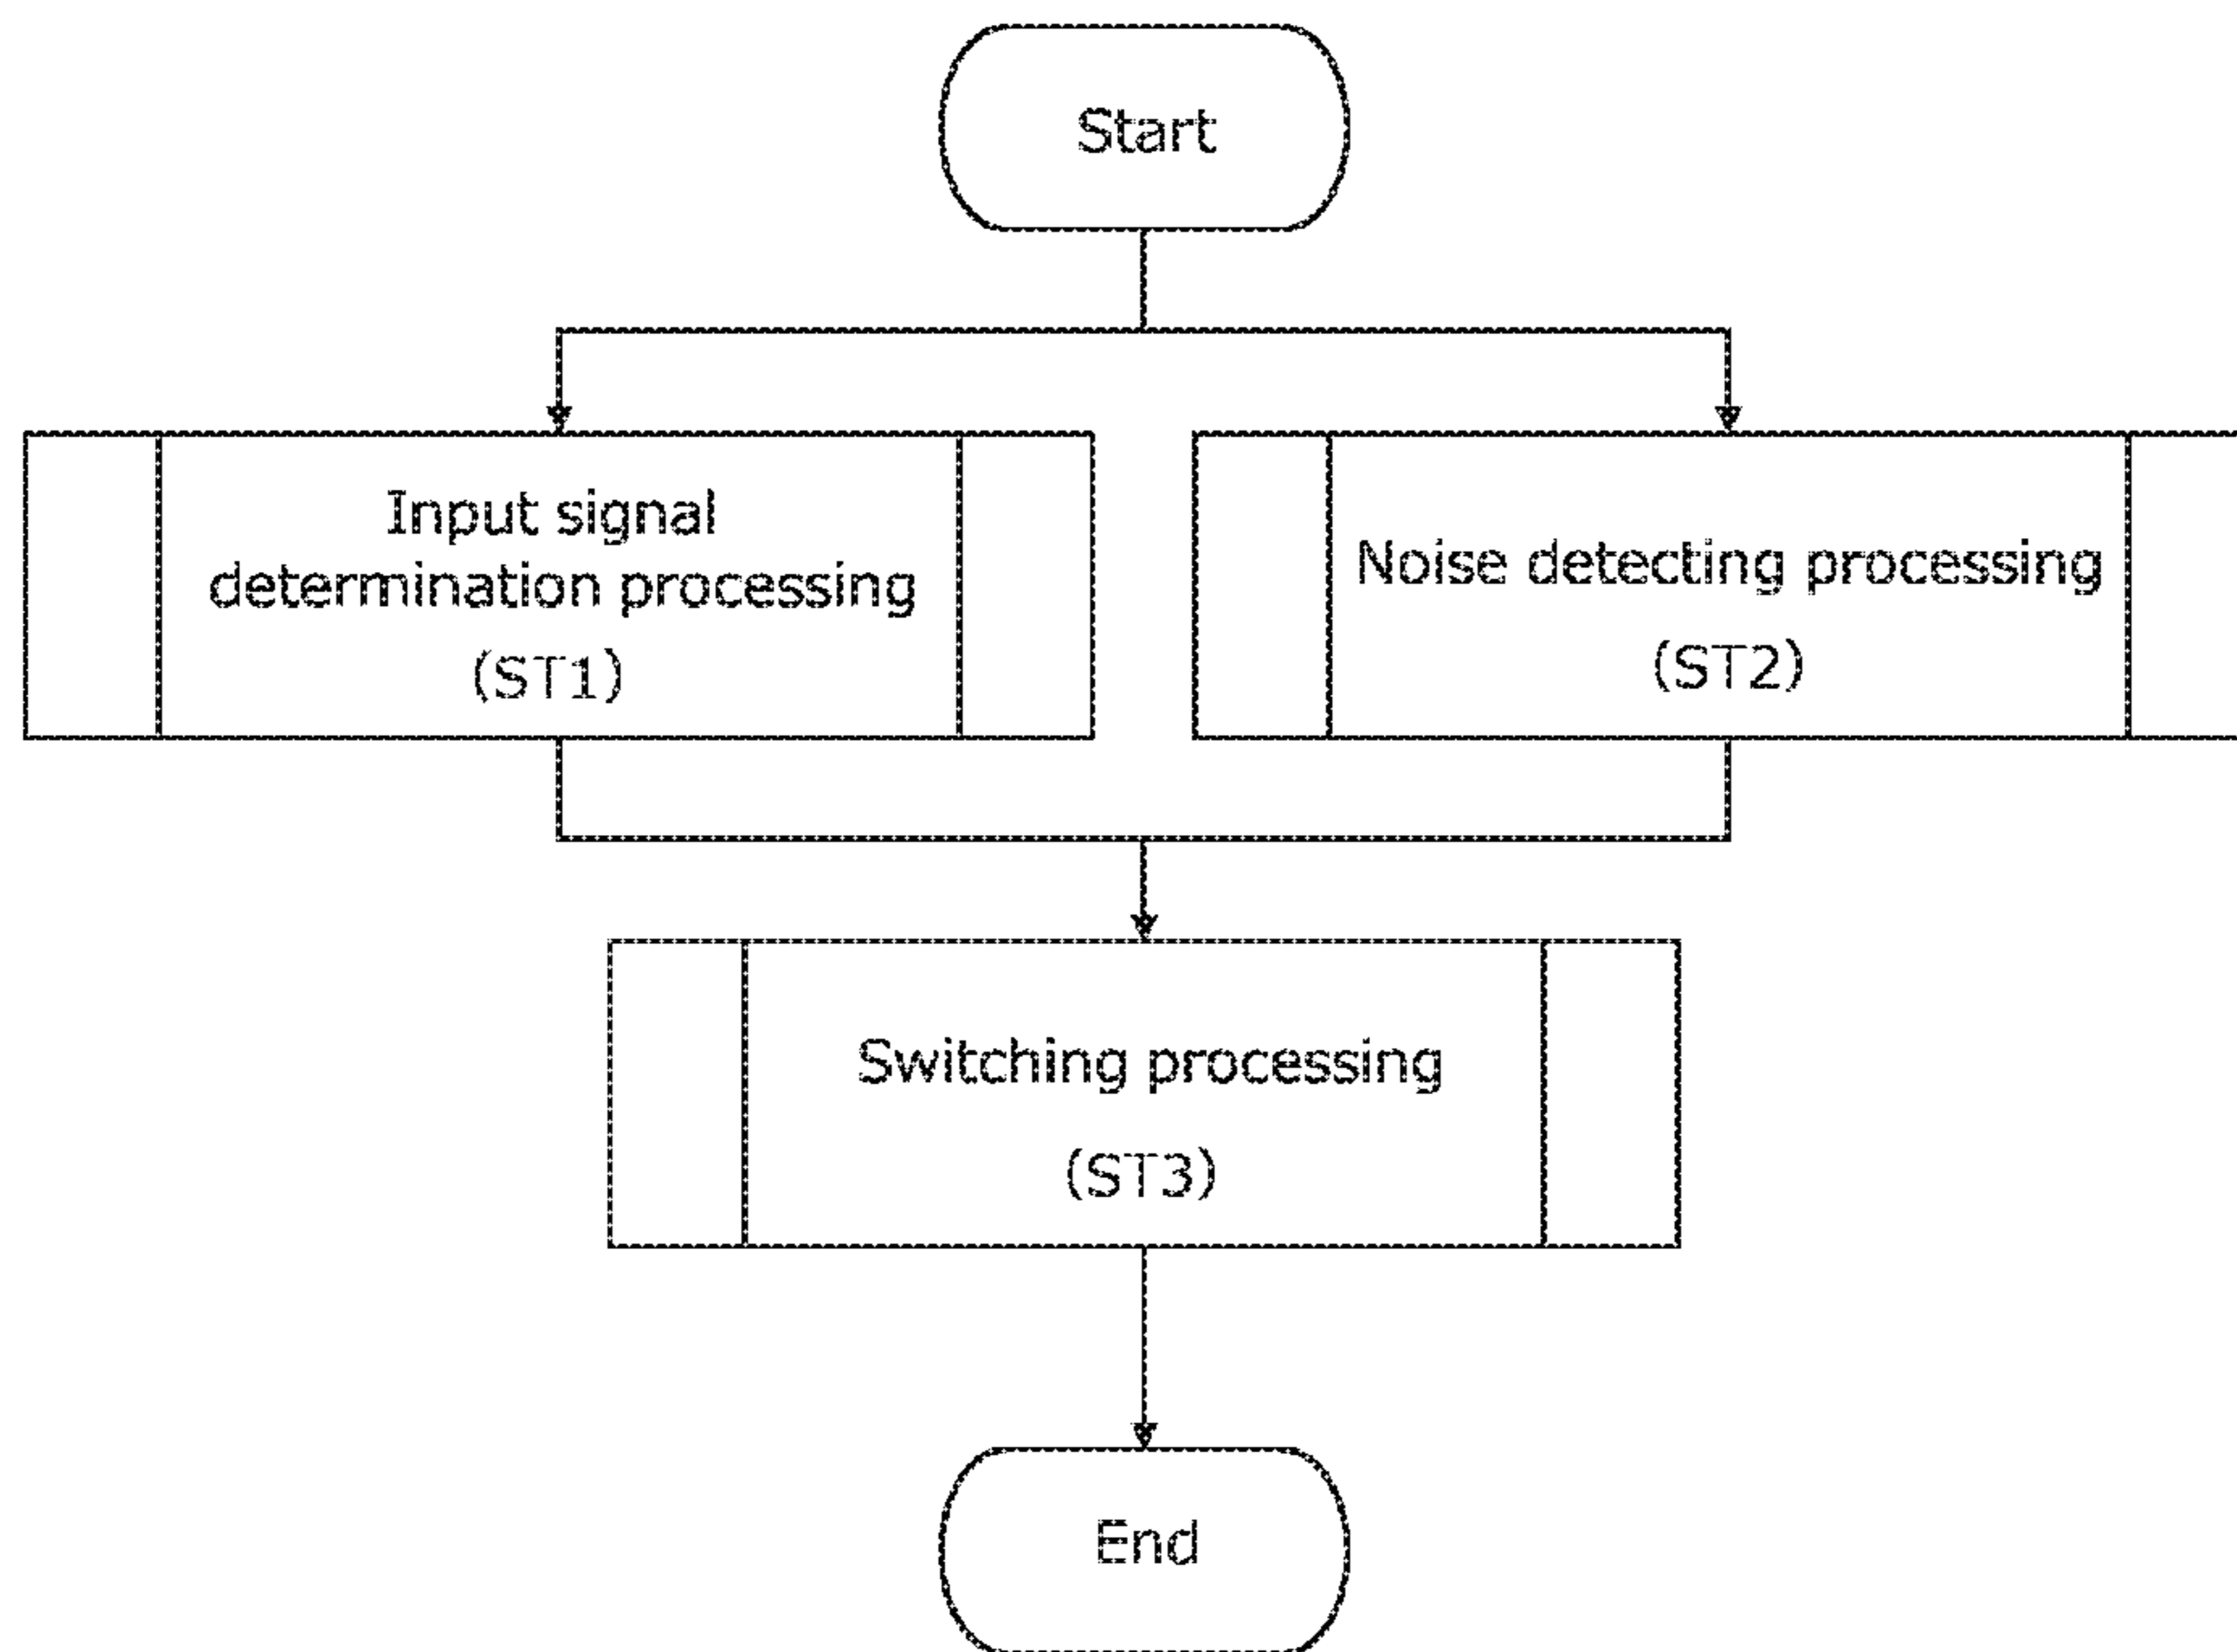 Start
Input signal
determination processing
(ST1)
Noise detecting processing
(ST2)
Switching processing
(ST3)
End